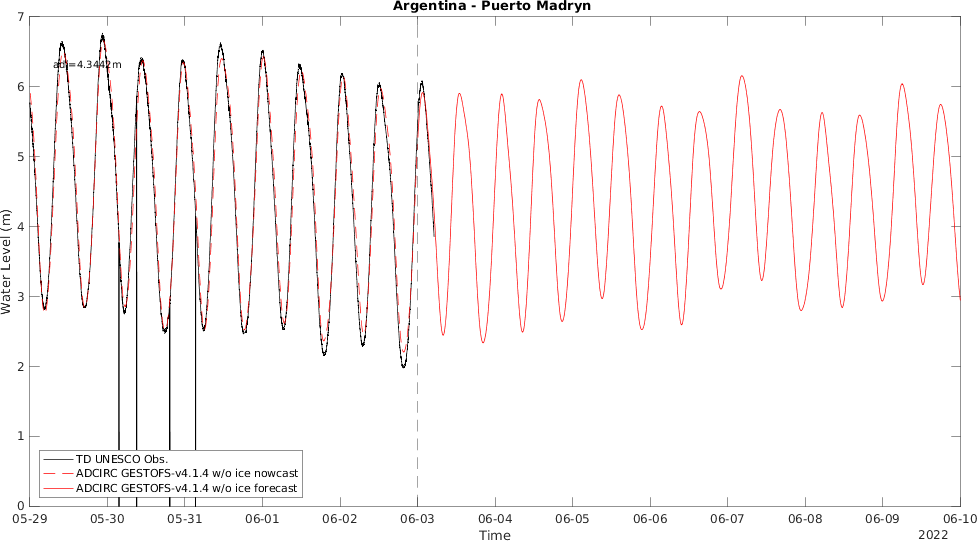 Argentina - Puerto Madryn
7
6
5
4
3
2
1
0
Water Level (m)
adj=4.3442m
TD UNESCO Obs.
ADCIRC GESTOFS-v4.1.4 w/o ice nowcast
ADCIRC GESTOFS-v4.1.4 w/o ice forecast
05-29 05-30 05-31 06-01 06-02 06-03 06-04 06-05 06-06 06-07 06-08 06-09 06-10
Time
2022